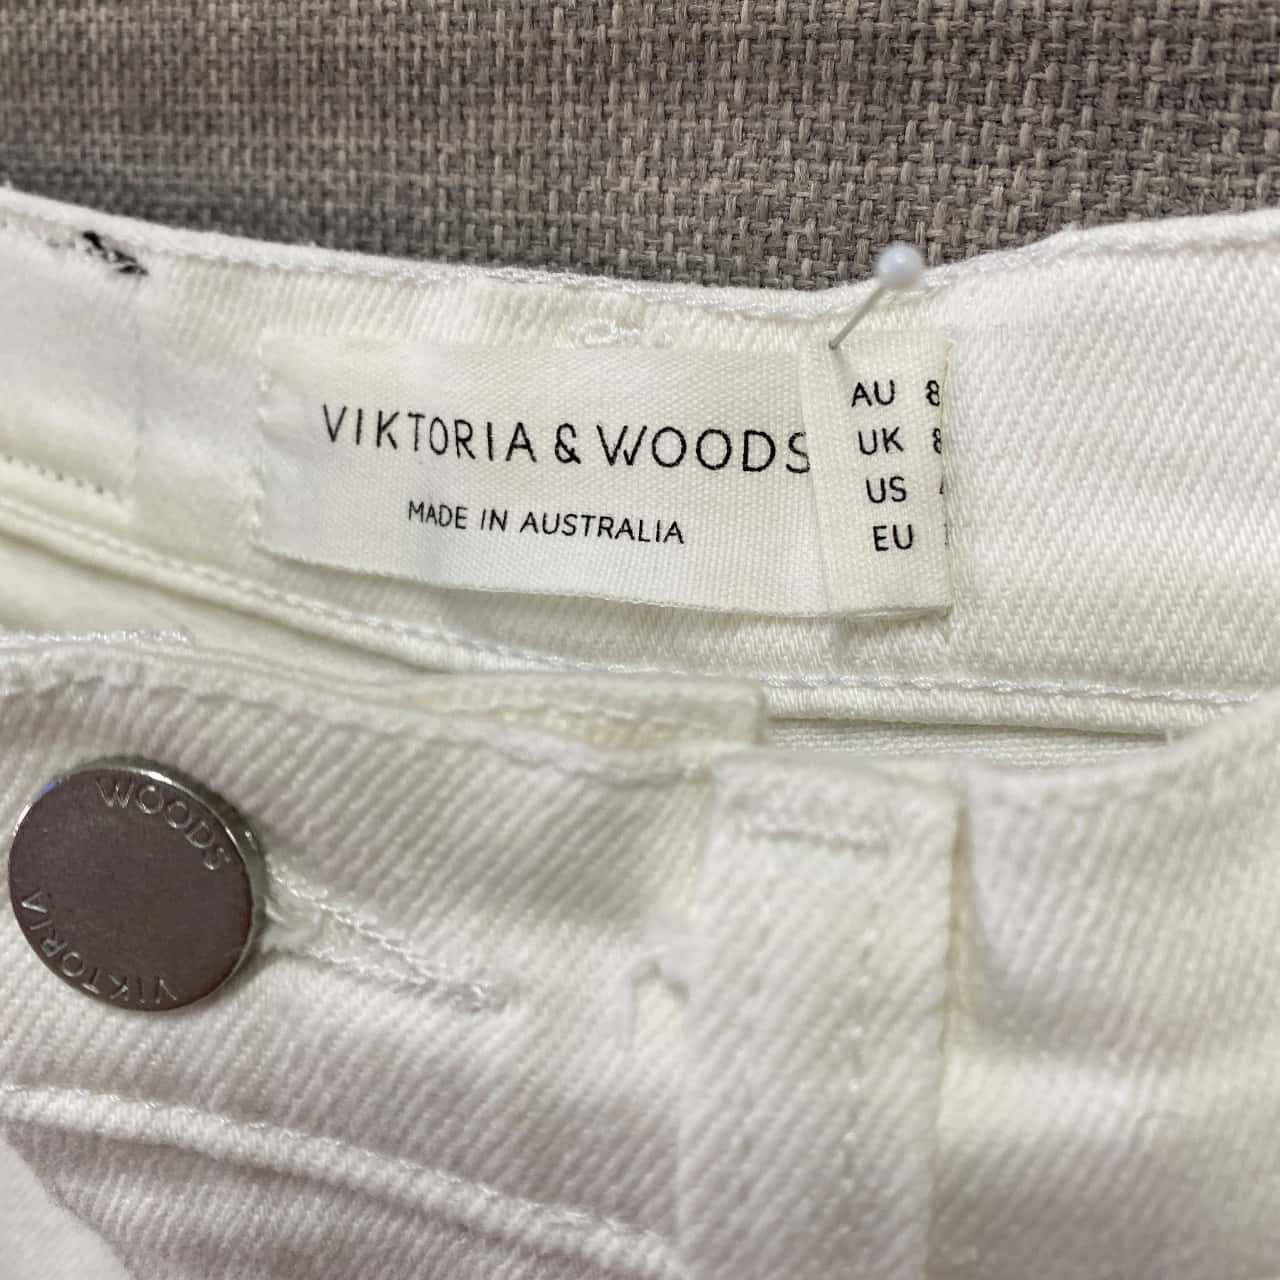 VIKTORIA & WOODS
MADE IN AUSTRALIA
AU 8
UK 8
US
EU
WOODS
VIKTORIA